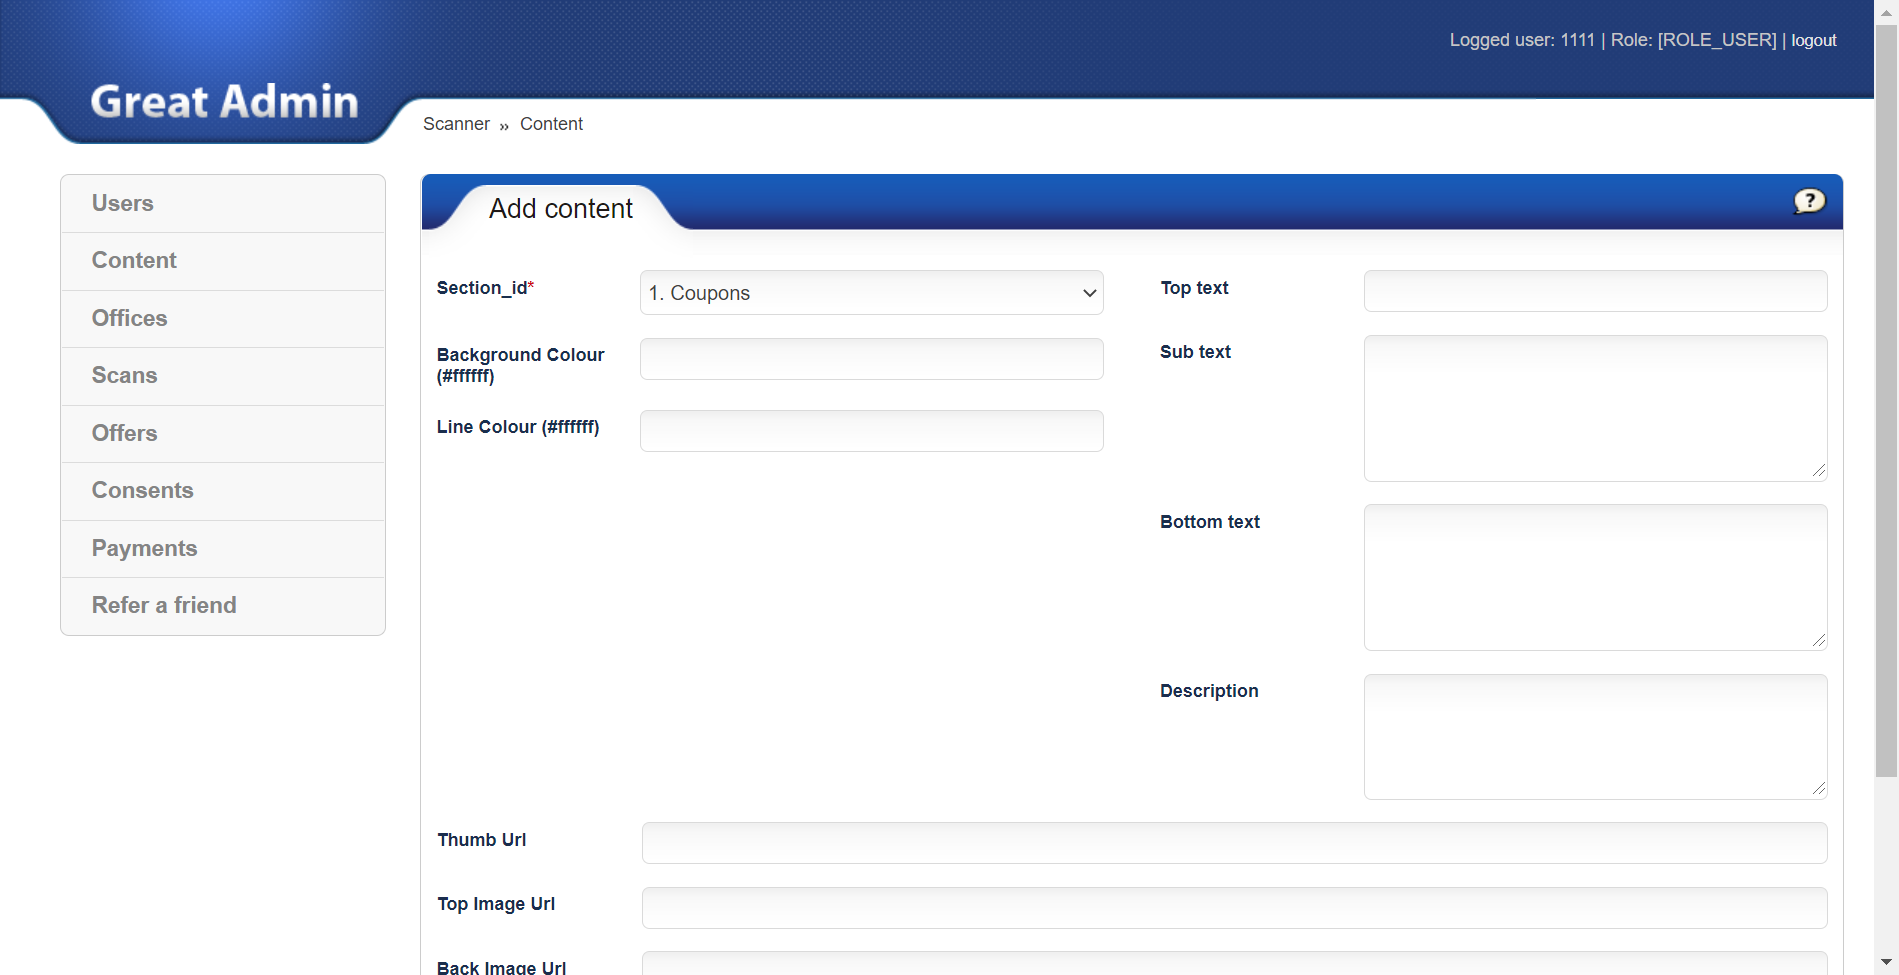 Logged user: 1111 | Role: [ROLE_USER] | logout
Great Admin
Scanner » Content
Users
Content
Offices
Scans
Offers
Consents
Payments
Refer a friend
Add content
?
Section_id*
1. Coupons
Background Colour
(#ffffff)
Line Colour (#ffffff)
Top text
Sub text
Bottom text
Description
Thumb Url
Top Image Url
Back Image Url